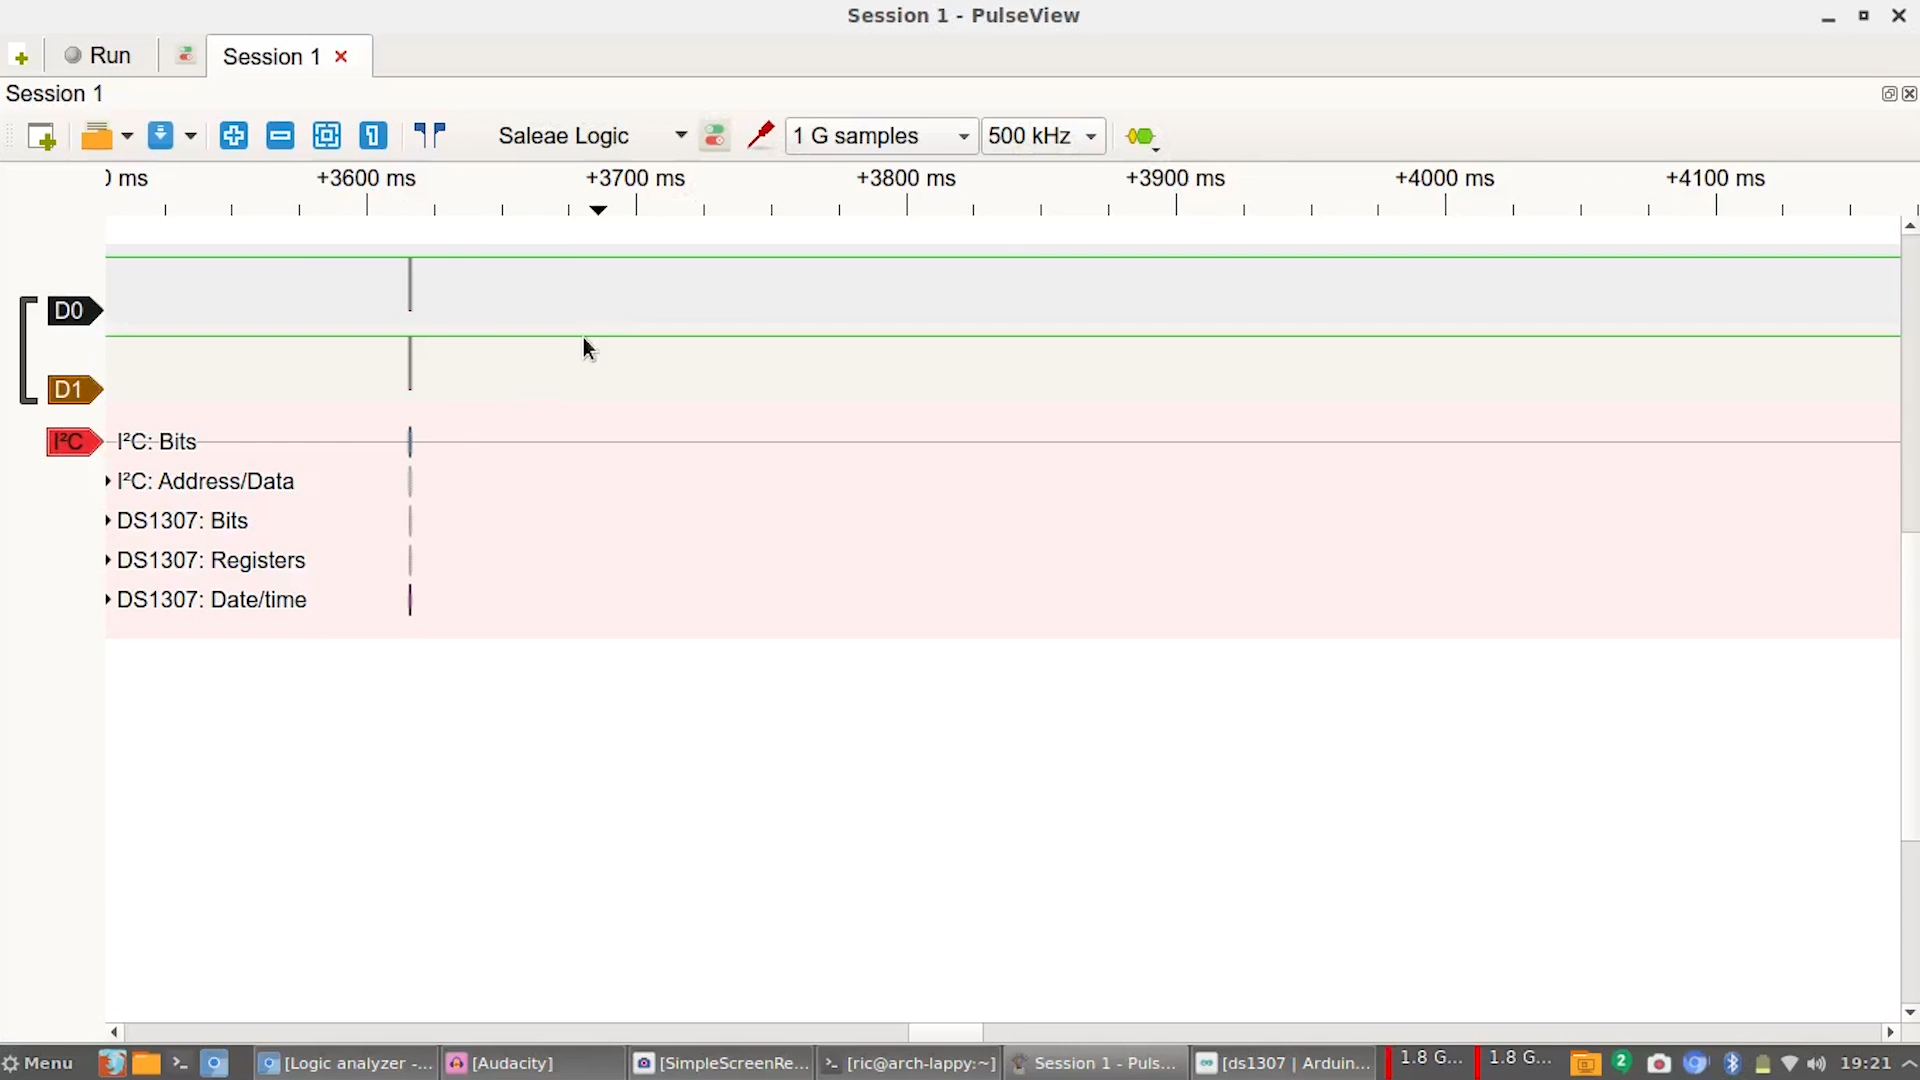 Session 1 - PulseView
Run
Session 1
Session 1
Saleae Logic
1 G samples
500 kHz
0 ms
+3600 ms
+3700 ms
+3800 ms
+3900 ms
+4000 ms
+4100 ms
D0
D1
I²C
I²C: Bits
I²C: Address/Data
DS1307: Bits
DS1307: Registers
DS1307: Date/time
Menu
[Logic analyzer -...
[Audacity]
[SimpleScreenRe...
[ric@arch-lappy:~]
Session 1 - Puls...
[ds1307 | Arduin...
1.8 G...
1.8 G...
2
19:21